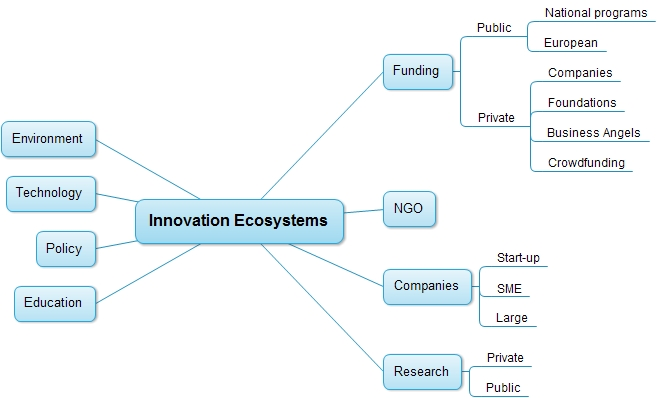 Innovation Ecosystems
Environment
Technology
Policy
Education
Funding
Public
National programs
European
Private
Companies
Foundations
Business Angels
Crowdfunding
NGO
Companies
Start-up
SME
Large
Research
Private
Public